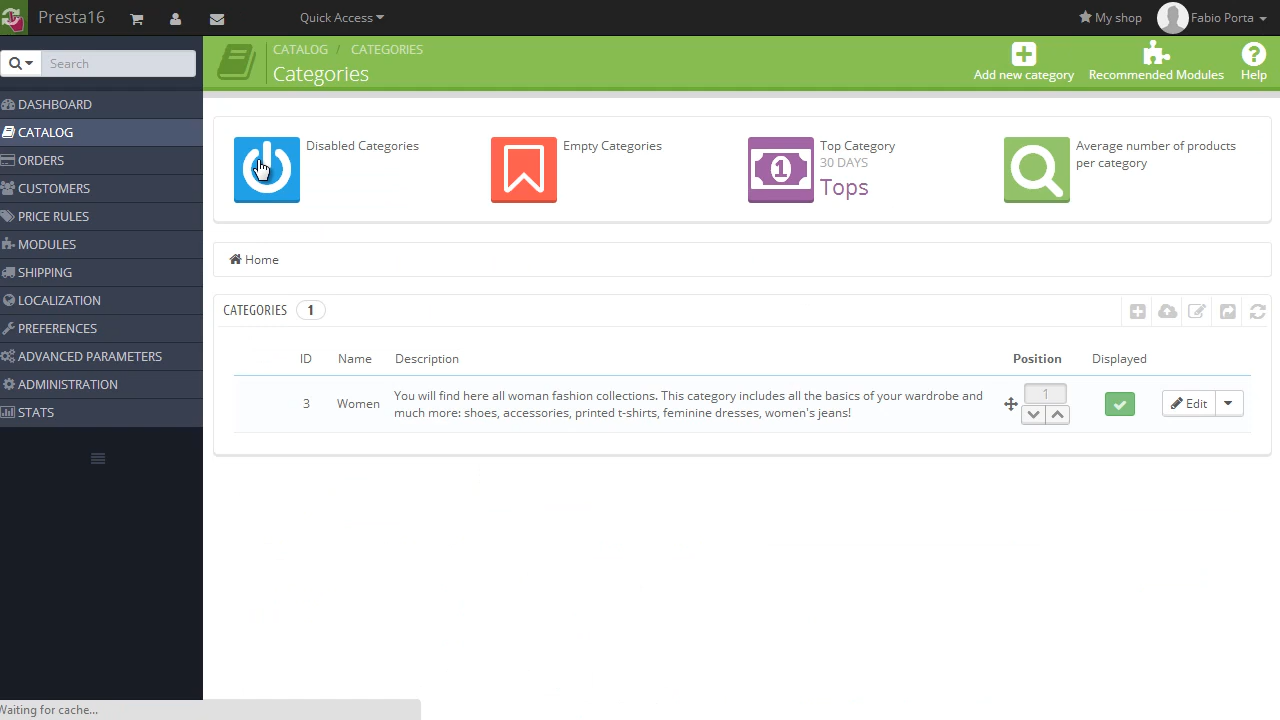 Presta16
Quick Access
My shop
Fabio Porta
Search
CATALOG / CATEGORIES
Categories
Add new category
Recommended Modules
Help
DASHBOARD
CATALOG
ORDERS
CUSTOMERS
PRICE RULES
MODULES
SHIPPING
LOCALIZATION
PREFERENCES
ADVANCED PARAMETERS
ADMINISTRATION
STATS
Disabled Categories
Empty Categories
1
Top Category
30 DAYS
Tops
Average number of products
per category
Home
CATEGORIES 1
ID Name Description Position Displayed
3 Women
You will find here all woman fashion collections. This category includes all the basics of your wardrobe and
much more: shoes, accessories, printed t-shirts, feminine dresses, women's jeans!
1
Edit
Waiting for cache...